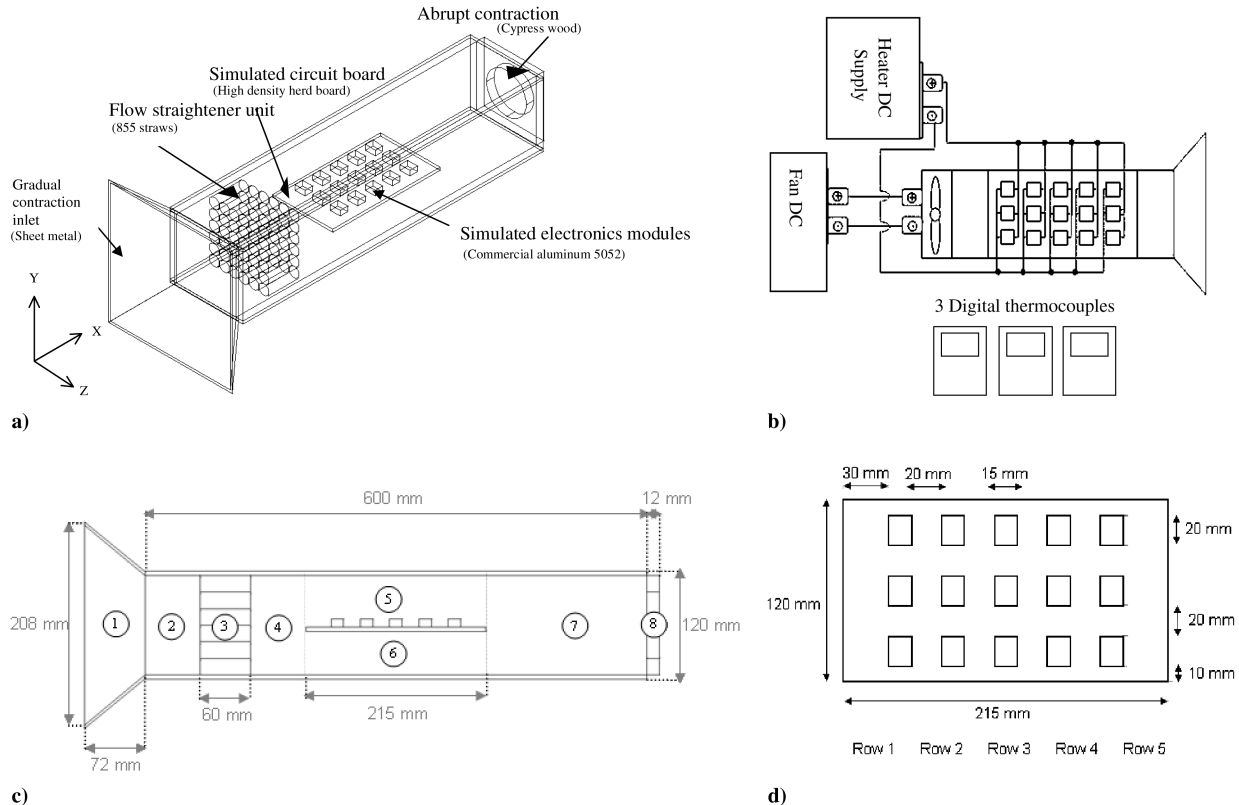 Abrupt contraction
(Cypress wood)
Simulated circuit board
(High density herd board)
Flow straightener unit
(855 straws)
Gradual
contraction
inlet
(Sheet metal)
Simulated electronics modules
(Commercial aluminum 5052)
Y
X
Z
a)
Heater DC
Supply
Fan DC
3 Digital thermocouples
b)
600 mm
12 mm
208 mm
1
2
3
4
5
6
7
8
120 mm
60 mm
215 mm
72 mm
c)
30 mm
20 mm
15 mm
20 mm
120 mm
20 mm
10 mm
215 mm
Row 1 Row 2 Row 3 Row 4 Row 5
d)